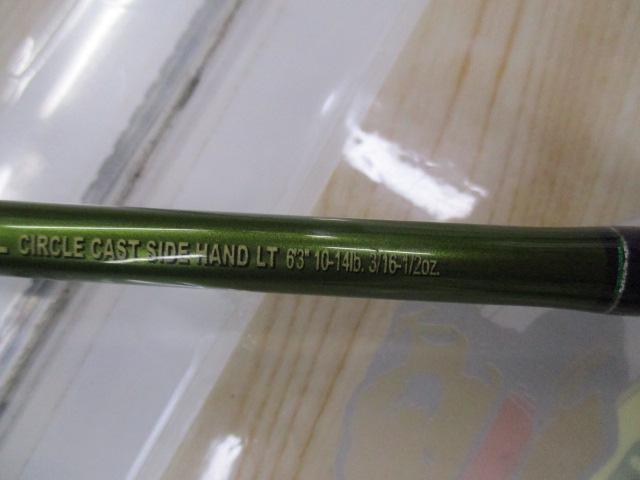 CIRCLE CAST SIDE HAND LT 6'3" 10-14lb. 3/16-1/2oz.